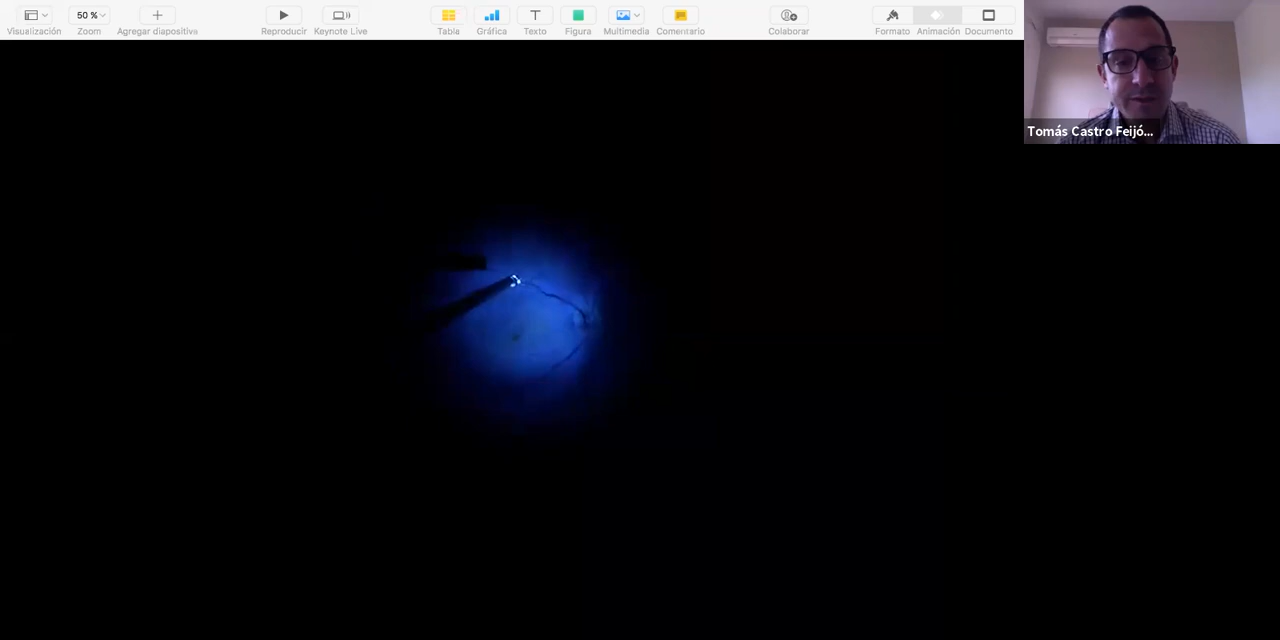 50 %
Visualización Zoom Agregar diapositiva Reproducir Keynote Live Tabla Gráfica Texto Figura Multimedia Comentario Colaborar Formato Animación Documento
Tomás Castro Feijó...